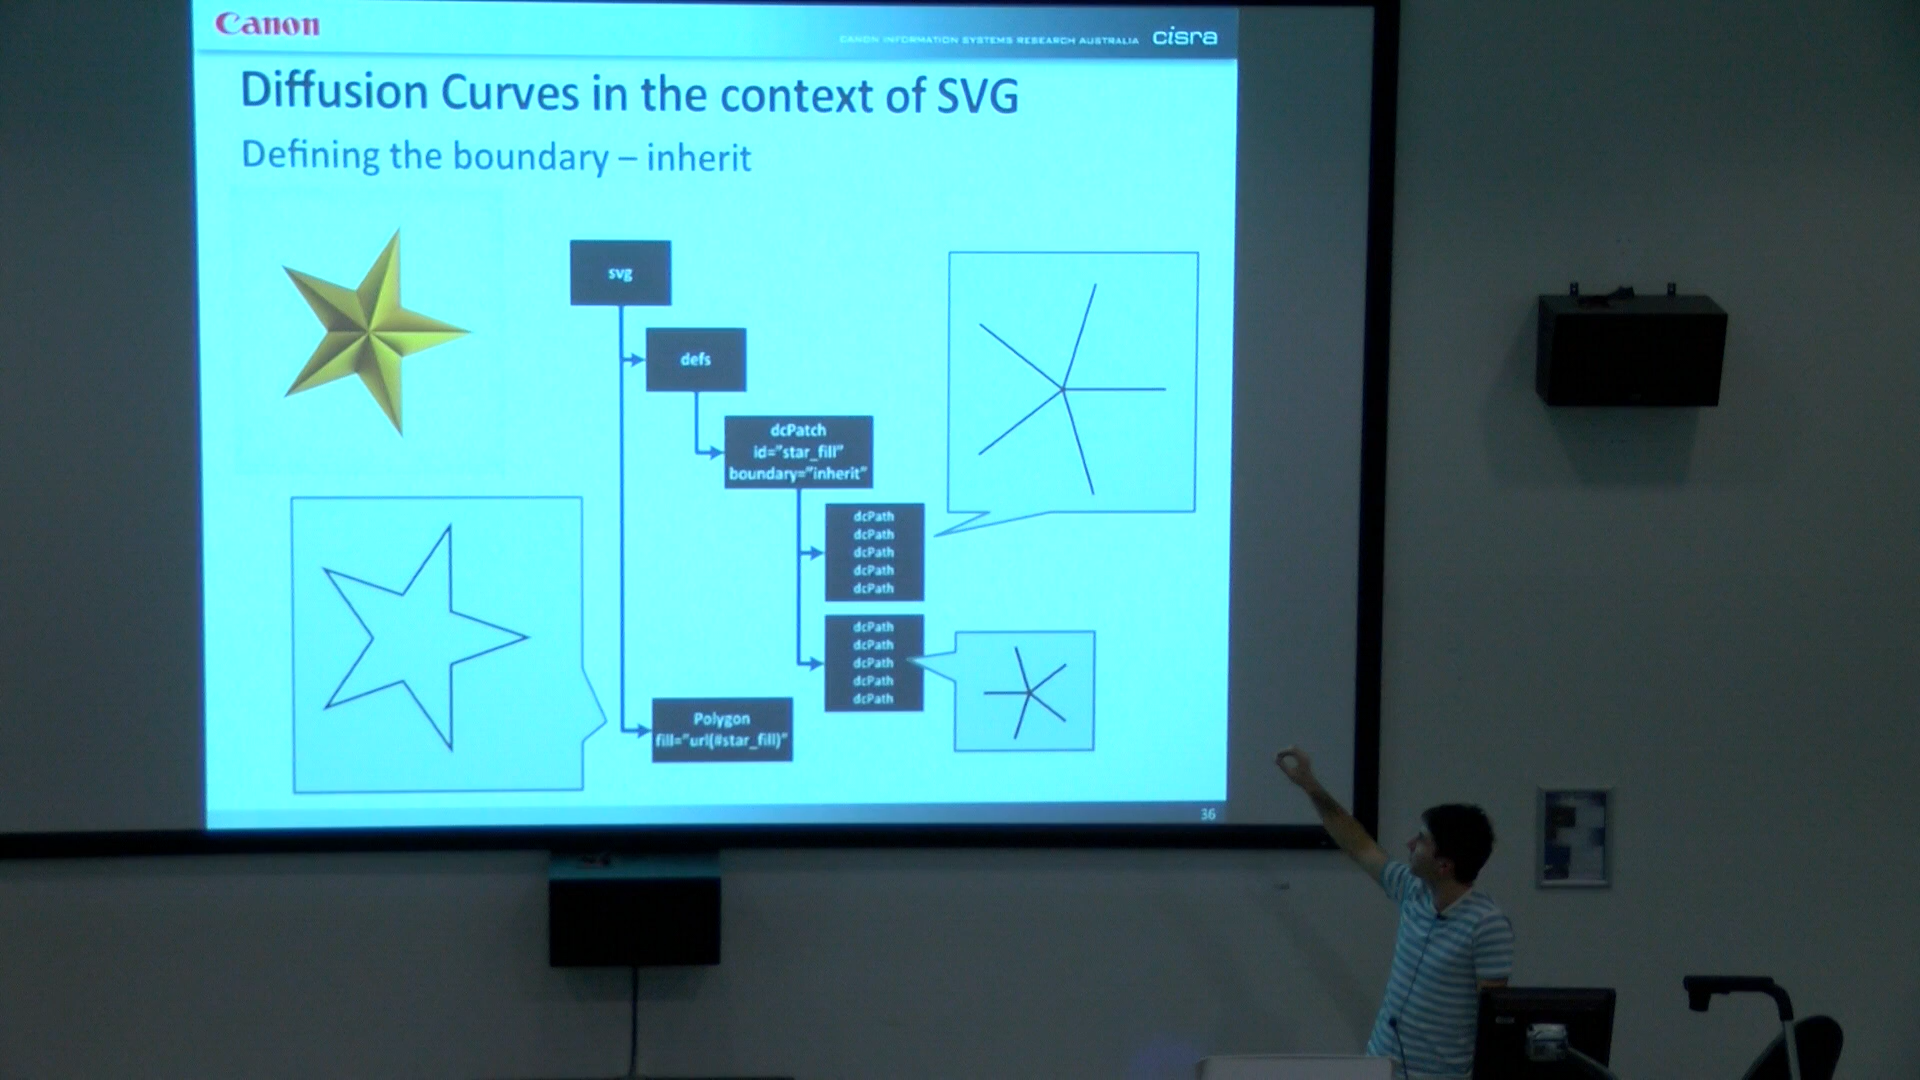 Canon
CANON INFORMATION SYSTEMS RESEARCH AUSTRALIA cisra
Diffusion Curves in the context of SVG
Defining the boundary – inherit
svg
defs
dcPatch
id="star_fill"
boundary="inherit"
dcPath
dcPath
dcPath
dcPath
dcPath
dcPath
dcPath
dcPath
dcPath
dcPath
Polygon
fill="url(#star_fill)"
36